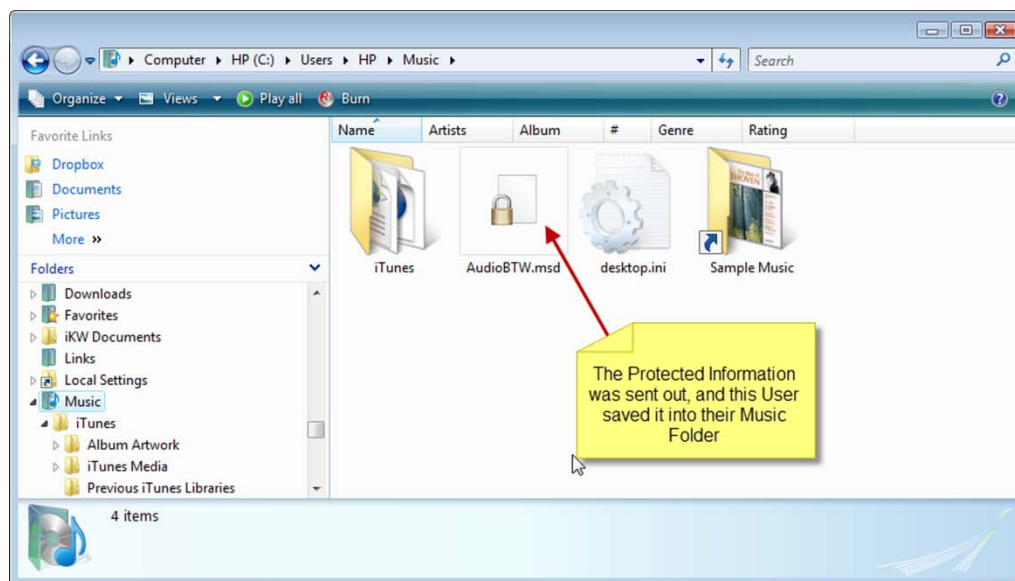 Computer HP (C:) Users HP Music
Search
Organize Views Play all Burn
Favorite Links
Dropbox
Documents
Pictures
More »
Folders
Downloads
Favorites
iKW Documents
Links
Local Settings
Music
iTunes
Album Artwork
iTunes Media
Previous iTunes Libraries
Name Artists Album # Genre Rating
iTunes AudioBTW.msd desktop.ini Sample Music
The Protected Information
was sent out, and this User
saved it into their Music
Folder
4 items